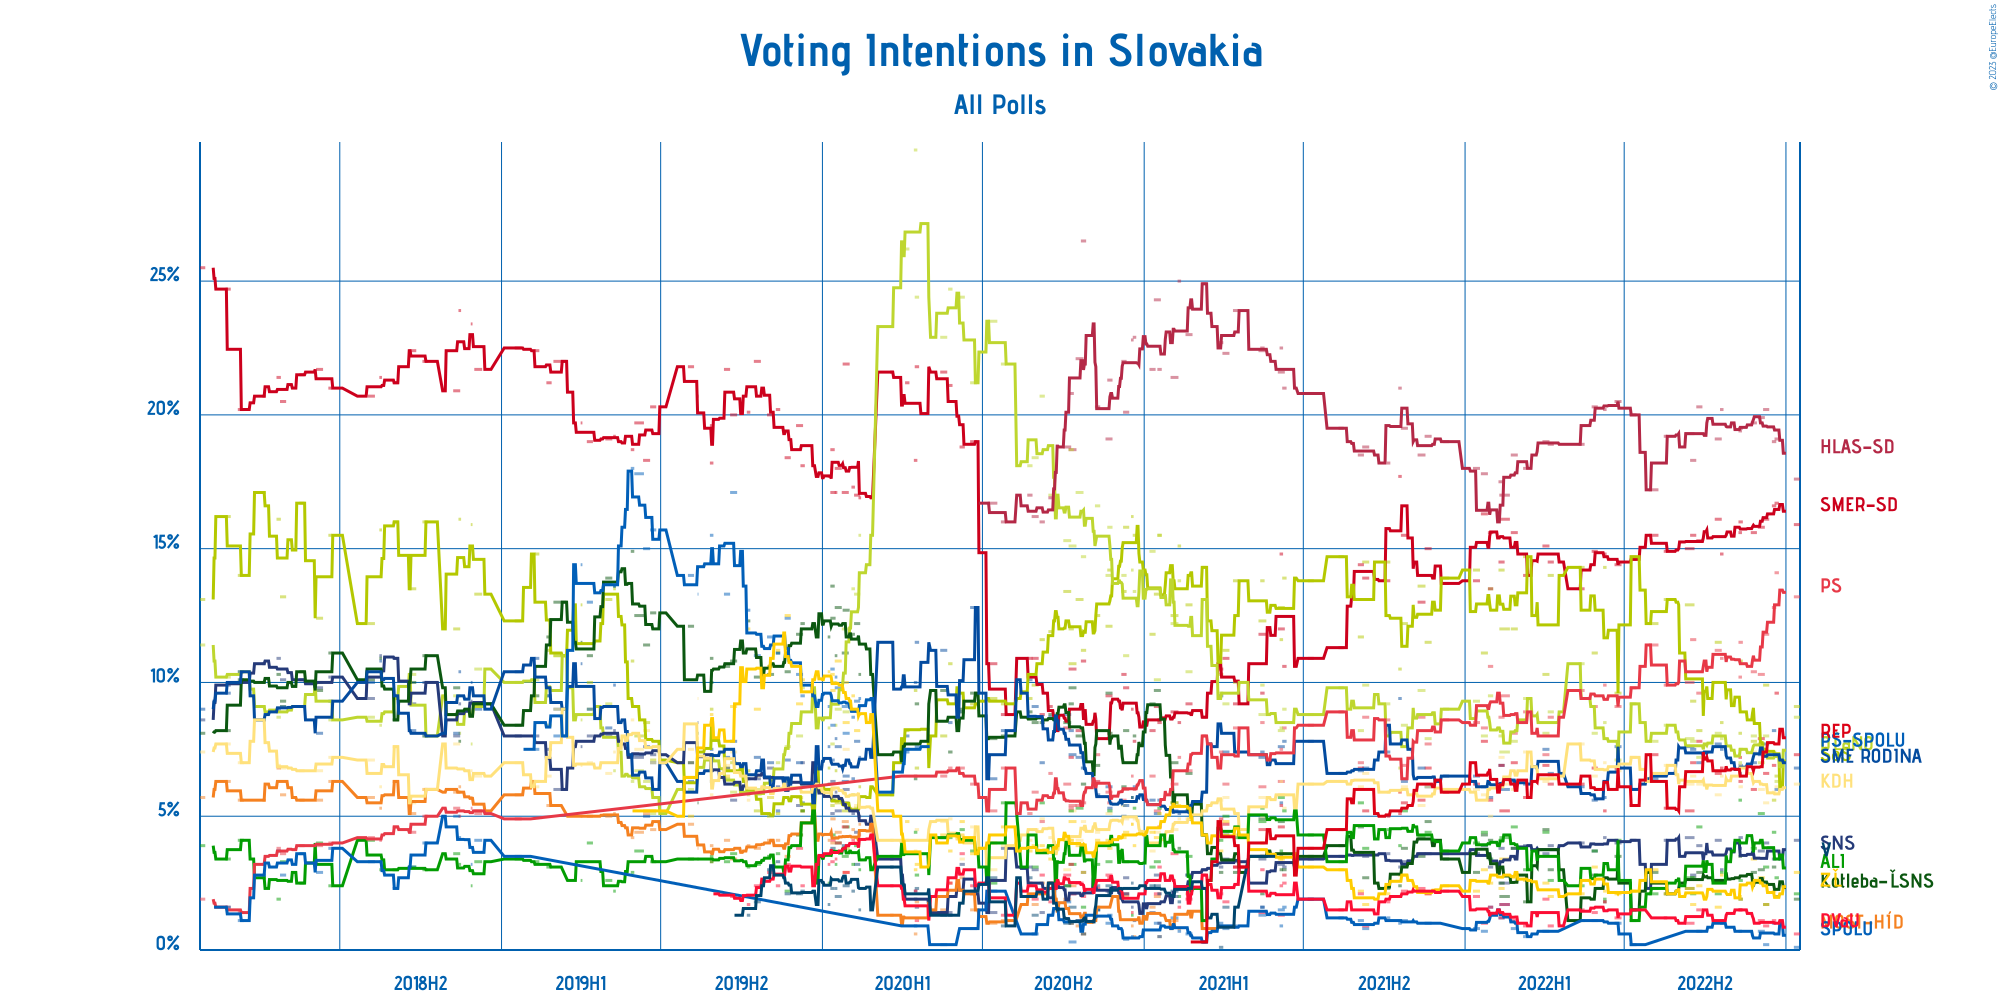 © 2023 @EuropeElects
Voting Intentions in Slovakia
All Polls
25%
20%
15%
10%
5%
0%
HLAS-SD
SMER-SD
PS
REP
PS-SPOLU
SME RODINA
KDH
SNS
Kotleba-ĽSNS
MOST-HÍD
SPOLU
2018H2
2019H1
2019H2
2020H1
2020H2
2021H1
2021H2
2022H1
2022H2